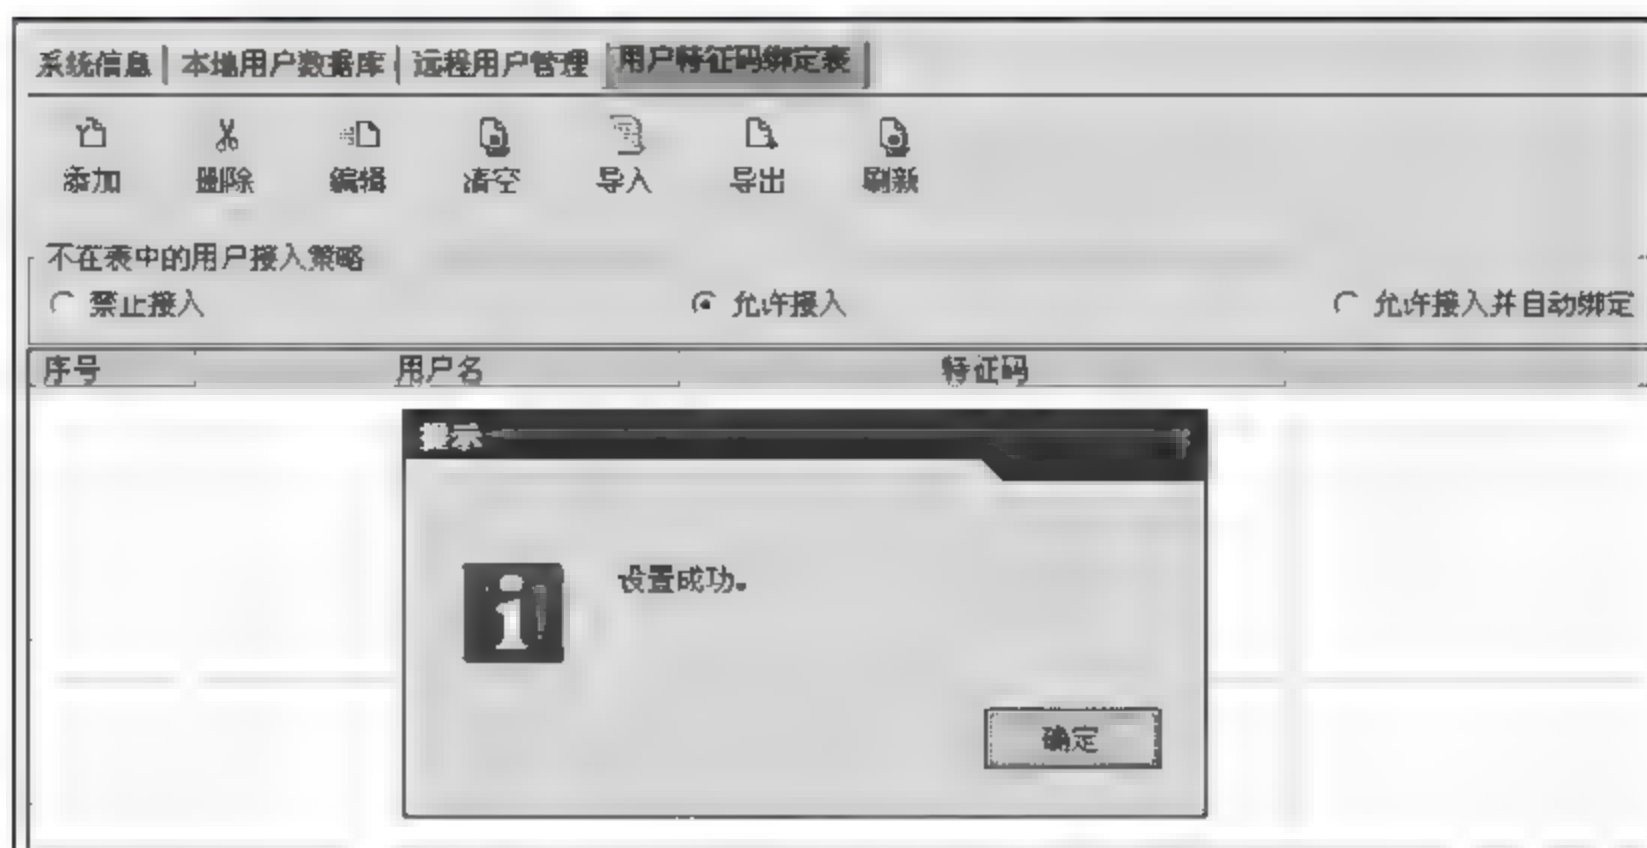 系统信息 本地用户数据库 远程用户管理 用户特征码绑定表
添加 删除 编辑 清空 导入 导出 刷新
不在表中的用户接入策略
禁止接入 允许接入 允许接入并自动绑定
序号 用户名 特征码
提示
设置成功。
确定